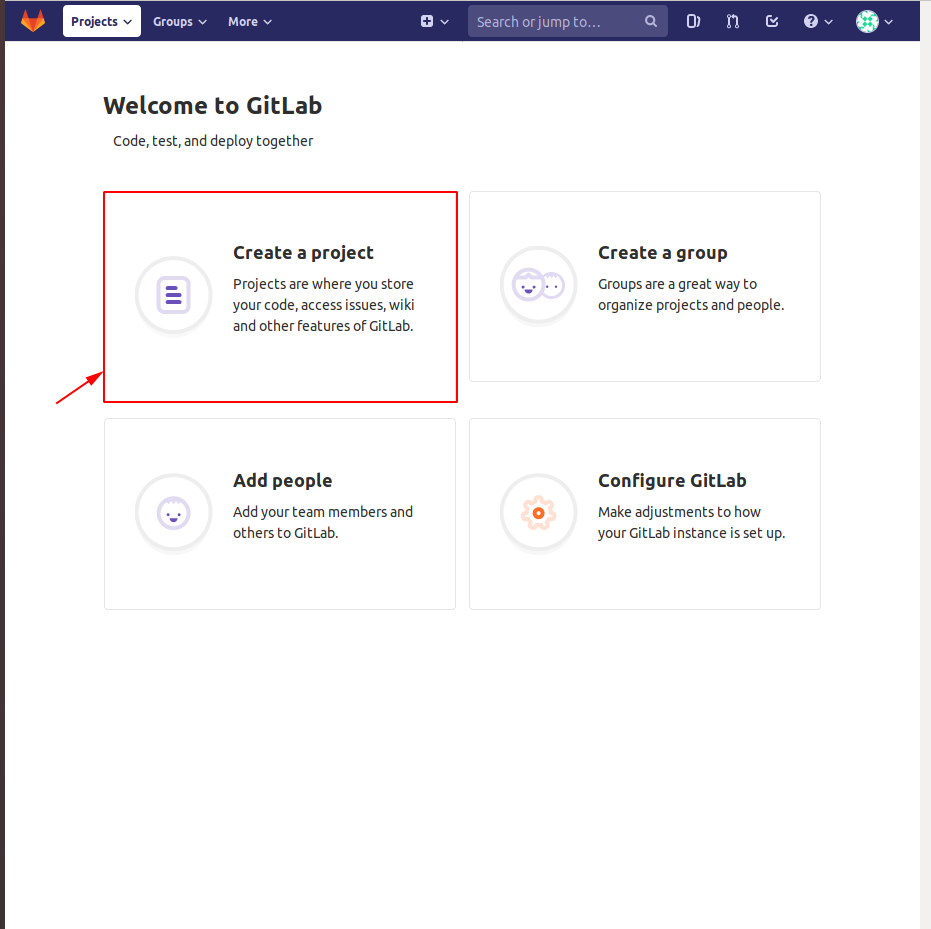 Projects Groups More Search or jump to...
Welcome to GitLab
Code, test, and deploy together
Create a project
Projects are where you store
your code, access issues, wiki
and other features of GitLab.
Create a group
Groups are a great way to
organize projects and people.
Add people
Add your team members and
others to GitLab.
Configure GitLab
Make adjustments to how
your GitLab instance is set up.